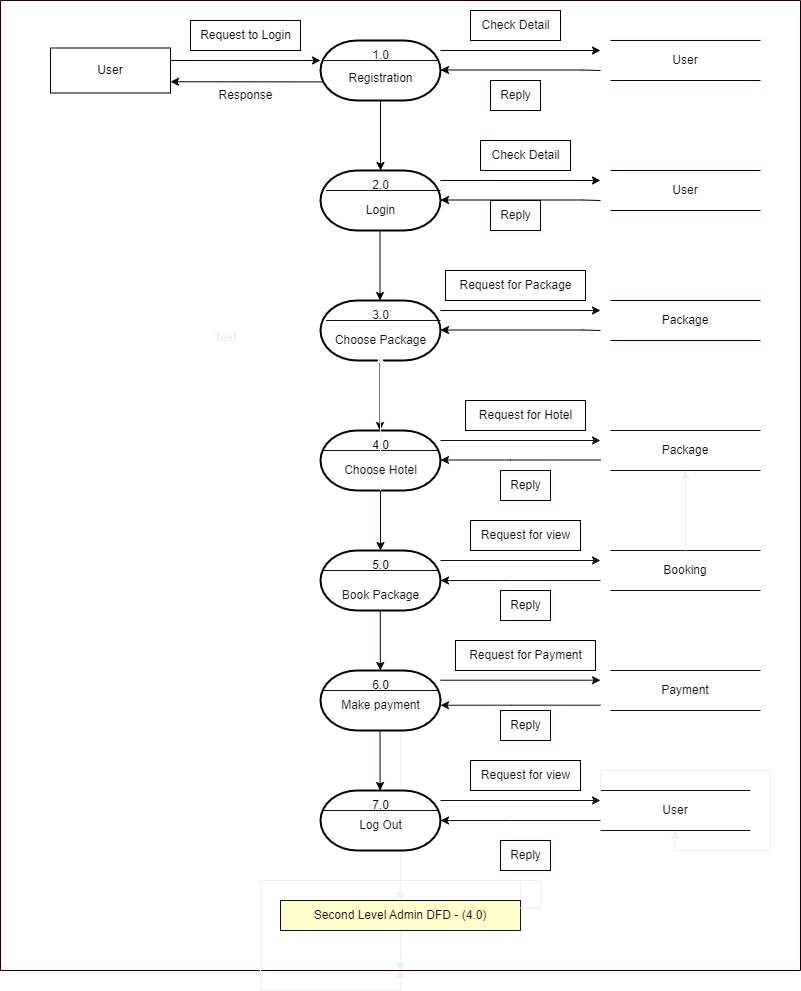 Check Detail
Request to Login
1.0
User
User
Registration
Response
Reply
Check Detail
2.0
User
Login
Reply
Request for Package
3.0
Package
Choose Package
Text
Request for Hotel
4.0
Package
Choose Hotel
Reply
Request for view
5.0
Booking
Book Package
Reply
Request for Payment
6.0
Payment
Make payment
Reply
Request for view
7.0
User
Log Out
Reply
Second Level Admin DFD - (4.0)